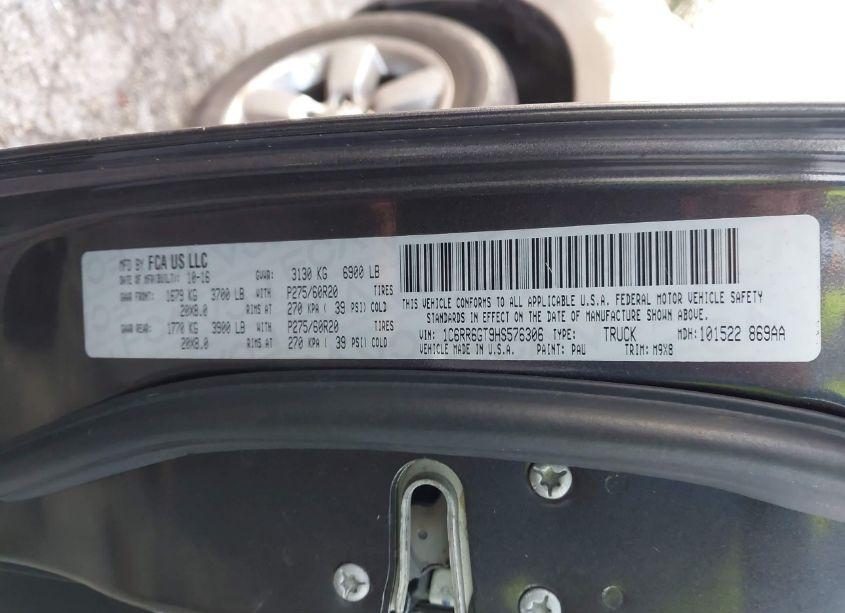 MFD BY FCA US LLC
DATE OF MFR(BUILT): 10-16 GVWR: 3130 KG 6900 LB
GAWR FRONT: 1679 KG 3700 LB WITH P275/60R20 TIRES
20X8.0 RIMS AT 270 KPA ( 39 PSI) COLD
GAWR REAR: 1770 KG 3900 LB WITH P275/60R20 TIRES
20X8.0 RIMS AT 270 KPA ( 39 PSI) COLD
THIS VEHICLE CONFORMS TO ALL APPLICABLE U.S.A. FEDERAL MOTOR VEHICLE SAFETY
STANDARDS IN EFFECT ON THE DATE OF MANUFACTURE SHOWN ABOVE.
VIN: 1C6RR6GT9HS576306 TYPE: TRUCK MDH: 101522 869AA
VEHICLE MADE IN U.S.A. PAINT: PAU TRIM: M9X8